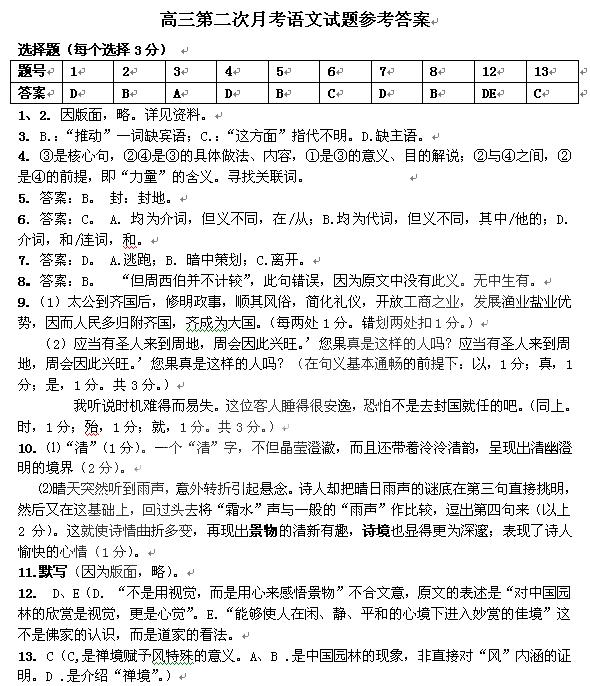 高三第二次月考语文试题参考答案
选择题（每个选择3分）
题号 1 2 3 4 5 6 7 8 12 13
答案 D B A D B C D B DE C
1、2．因版面，略。详见资料。
3．B.："推动"一词缺宾语；C.："这方面"指代不明。D.缺主语。
4．③是核心句，②④是③的具体做法、内容，①是③的意义、目的解说；②与④之间，②
是④的前提，即"力量"的含义。寻找关联词。
5．答案：B。 封：封地。
6．答案：C。 A．均为介词，但义不同，在/从；B.均为代词，但义不同，其中/他的；D.
介词，和/连词，和。
7．答案：D。 A.逃跑；B．暗中策划；C.离开。
8。答案：B。 "但周西伯并不计较"，此句错误，因为原文中没有此义。无中生有。
9．（1）太公到齐国后，修明政事，顺其风俗，简化礼仪，开放工商之业，发展渔业盐业优
势，因而人民多归附齐国，齐成为大国。（每两处1分。错划两处扣1分。）
（2）应当有圣人来到周地，周会因此兴旺。'您果真是这样的人吗？应当有圣人来到周
地，周会因此兴旺。'您果真是这样的人吗？（在句义基本通畅的前提下：以，1分；真，1
分；是，1分。共3分。）
我听说时机难得而易失。这位客人睡得很安逸，恐怕不是去封国就任的吧。（同上。
时，1分；殆，1分；就，1分。共3分。）
10．⑴"清"（1分）。一个"清"字，不但晶莹澄澈，而且还带着泠泠清韵，呈现出清幽澄
明的境界（2分）。
⑵晴天突然听到雨声，意外转折引起悬念。诗人却把晴日雨声的谜底在第三句直接挑明，
然后又在这基础上，回过头去将"霜水"声与一般的"雨声"作比较，逗出第四句来（以上
2分）。这就使诗情曲折多变，再现出景物的清新有趣，诗境也显得更为深邃；表现了诗人
愉快的心情（1分）。
11.默写（因为版面，略）。
12． D、E（D．"不是用视觉，而是用心来感悟景物"不合文意，原文的表述是"对中国园
林的欣赏是视觉，更是心觉"。E."能够使人在闲、静、平和的心境下进入妙赏的佳境"这
不是佛家的认识，而是道家的看法。
13．C（C,是禅境赋予风特殊的意义。A、B .是中国园林的现象，非直接对"风"内涵的证
明。D .是介绍"禅境"。）